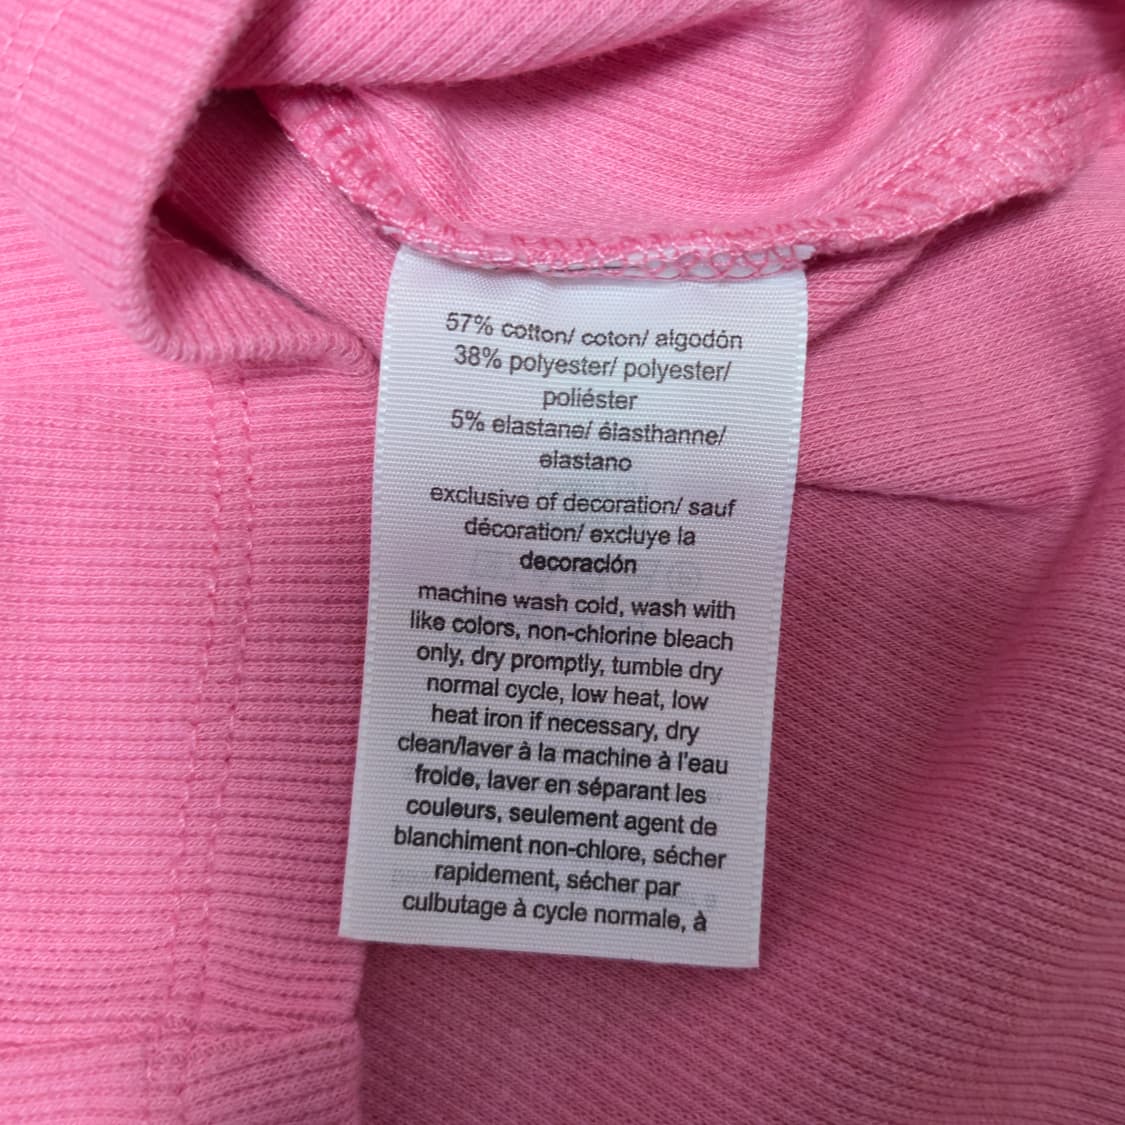 57% cotton/ coton/ algodón
38% polyester/ polyester/
poliéster
5% elastane/ élasthanne/
elastano
exclusive of decoration/ sauf
décoration/ excluye la
decoración
machine wash cold, wash with
like colors, non-chlorine bleach
only, dry promptly, tumble dry
normal cycle, low heat, low
heat iron if necessary, dry
clean/laver à la machine à l'eau
froide, laver en séparant les
couleurs, seulement agent de
blanchiment non-chlore, sécher
rapidement, sécher par
culbutage à cycle normale, à